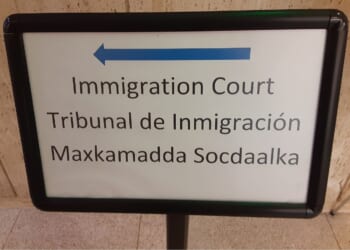 Immigration Court
Tribunal de Inmigración
Maxkamadda Socdaalka